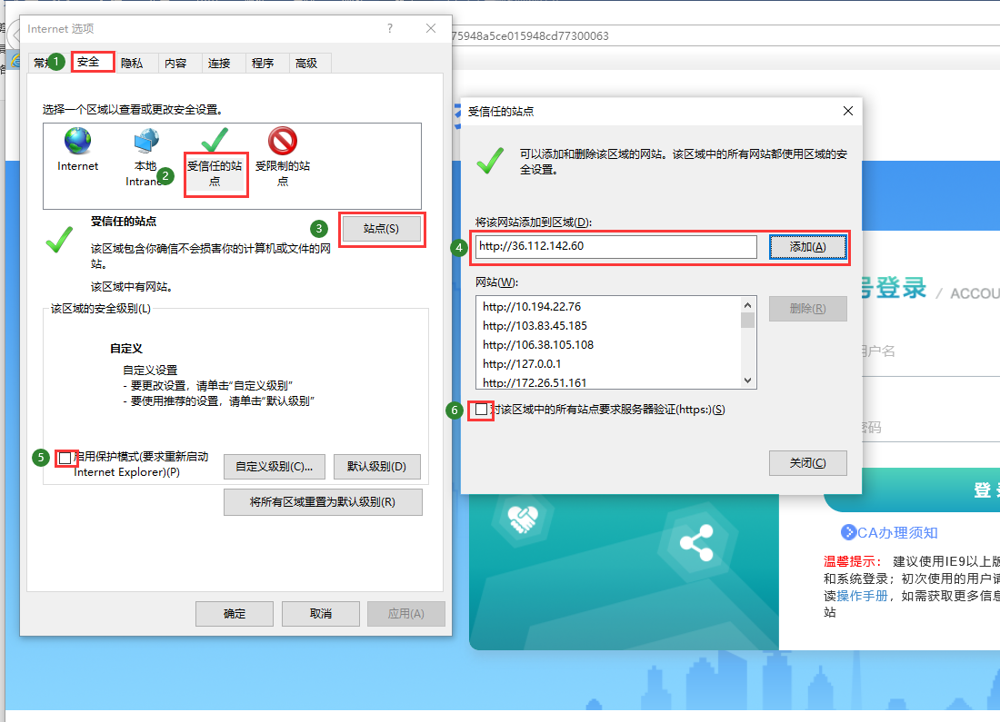 Internet 选项
?
75948a5ce015948cd77300063
1
安全
隐私
内容
连接
程序
高级
选择一个区域以查看或更改安全设置。
Internet
本地
Intrane
2
受信任的站
点
受限制的站
点
受信任的站点
3
站点(S)
该区域包含你确信不会损害你的计算机或文件的网
站。
该区域中有网站。
该区域的安全级别(L)
自定义
自定义设置
- 要更改设置，请单击“自定义级别”
- 要使用推荐的设置，请单击“默认级别”
5
启用保护模式(要求重新启动
Internet Explorer)(P)
自定义级别(C)...
默认级别(D)
将所有区域重置为默认级别(R)
确定
取消
应用(A)
受信任的站点
可以添加和删除该区域的网站。该区域中的所有网站都使用区域的安
全设置。
将该网站添加到区域(D):
4
http://36.112.142.60
添加(A)
网站(W):
http://10.194.22.76
http://103.83.45.185
http://106.38.105.108
http://127.0.0.1
http://172.26.51.161
删除(R)
6
对该区域中的所有站点要求服务器验证(https:)(S)
关闭(C)
号登录 / ACCOU
用户名
密码
登 录
CA办理须知
温馨提示： 建议使用IE9以上版
和系统登录；初次使用的用户请
读操作手册，如需获取更多信息
站